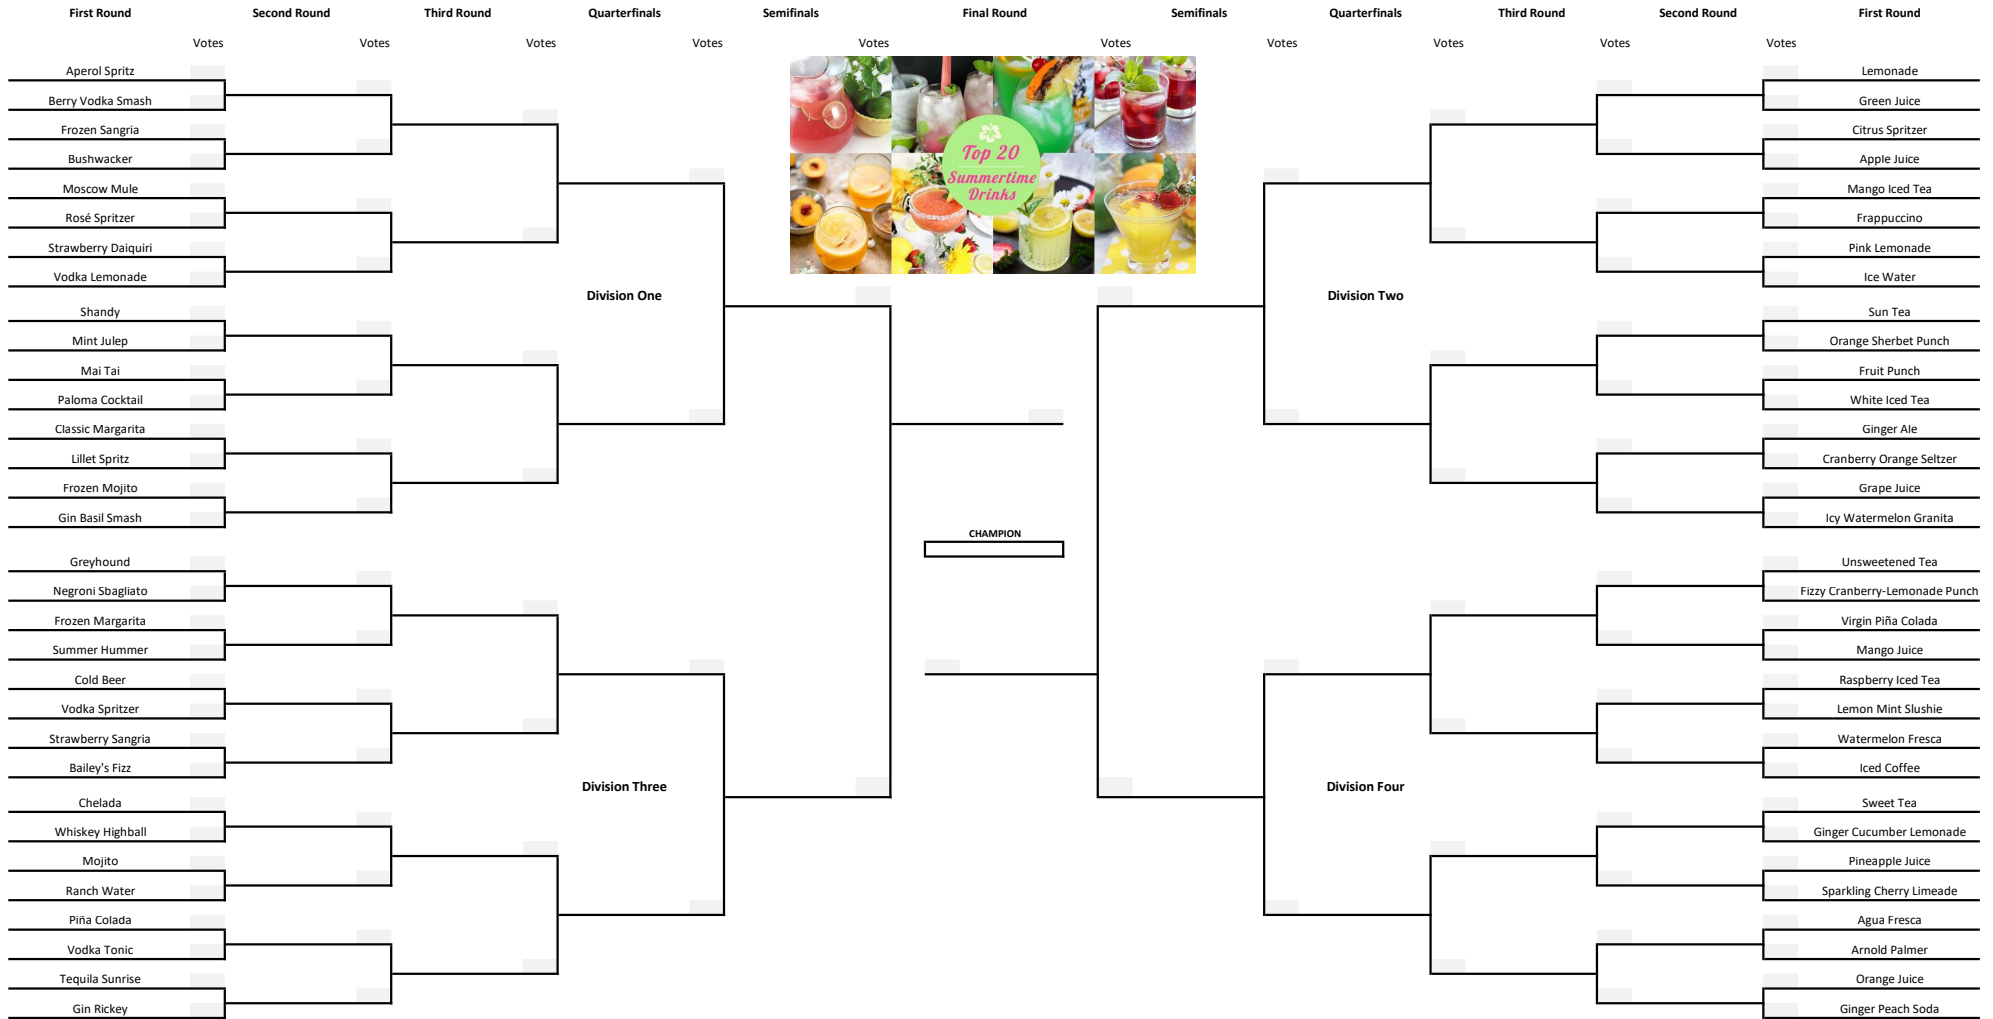 First Round Second Round Third Round Quarterfinals Semifinals Final Round Semifinals Quarterfinals Third Round Second Round First Round
Votes Votes Votes Votes Votes Votes Votes Votes Votes Votes
Aperol Spritz Lemonade
Berry Vodka Smash Green Juice
Frozen Sangria Citrus Spritzer
Top 20
Bushwacker Apple Juice
Summertime
Moscow Mule Mango Iced Tea
Drinks
Rosé Spritzer Frappuccino
Strawberry Daiquiri Pink Lemonade
Vodka Lemonade Ice Water
Division One Division Two
Shandy Sun Tea
Mint Julep Orange Sherbet Punch
Mai Tai Fruit Punch
Paloma Cocktail White Iced Tea
Classic Margarita Ginger Ale
Lillet Spritz Cranberry Orange Seltzer
Frozen Mojito Grape Juice
Gin Basil Smash Icy Watermelon Granita
CHAMPION
Greyhound Unsweetened Tea
Negroni Sbagliato Fizzy Cranberry-Lemonade Punch
Frozen Margarita Virgin Piña Colada
Summer Hummer Mango Juice
Cold Beer Raspberry Iced Tea
Vodka Spritzer Lemon Mint Slushie
Strawberry Sangria Watermelon Fresca
Bailey's Fizz Iced Coffee
Division Three Division Four
Chelada Sweet Tea
Whiskey Highball Ginger Cucumber Lemonade
Mojito Pineapple Juice
Ranch Water Sparkling Cherry Limeade
Piña Colada Agua Fresca
Vodka Tonic Arnold Palmer
Tequila Sunrise Orange Juice
Gin Rickey Ginger Peach Soda